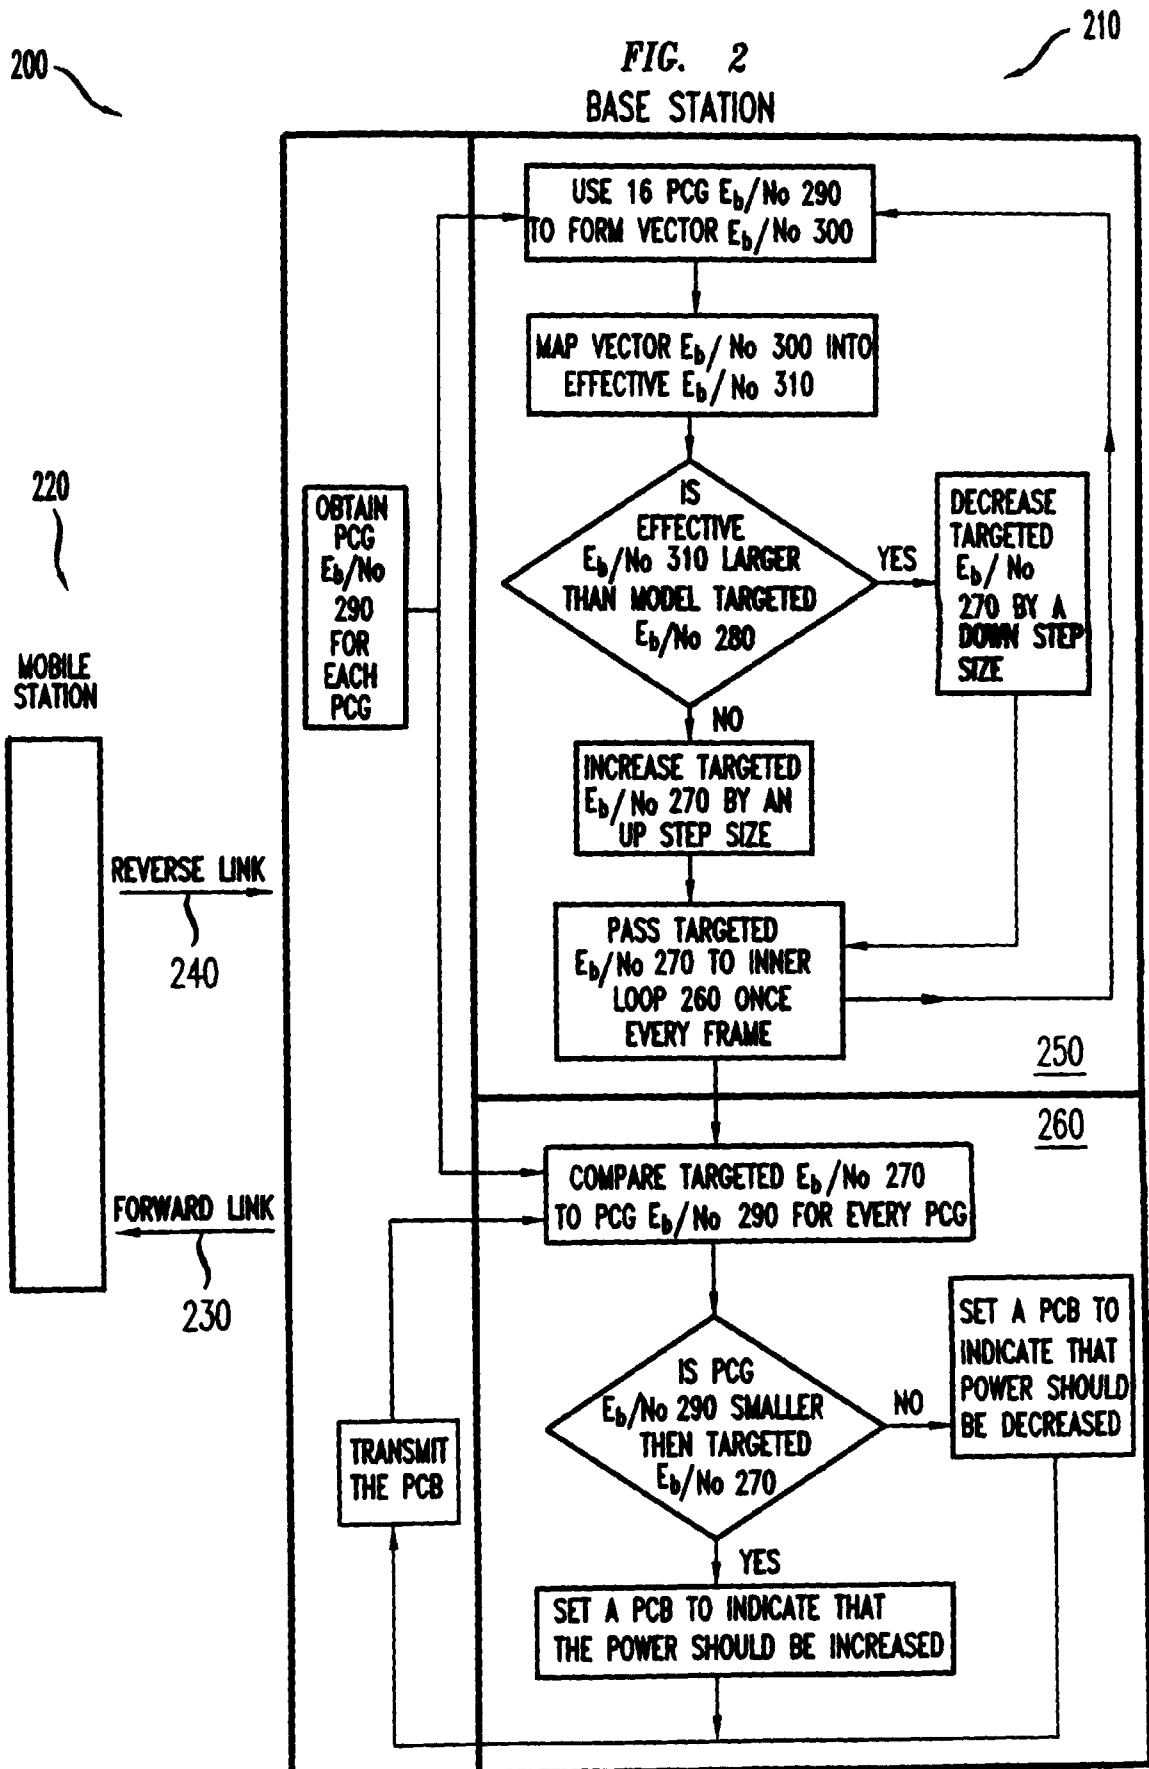 200
FIG. 2
210
BASE STATION
USE 16 PCG Eb/No 290
TO FORM VECTOR Eb/No 300
MAP VECTOR Eb/No 300 INTO
EFFECTIVE Eb/No 310
220
OBTAIN
PCG
Eb/No
290
FOR
EACH
PCG
IS
EFFECTIVE
Eb/No 310 LARGER
THAN MODEL TARGETED
Eb/No 280
YES
DECREASE
TARGETED
Eb/No
270 BY A
DOWN STEP
SIZE
NO
MOBILE
STATION
INCREASE TARGETED
Eb/No 270 BY AN
UP STEP SIZE
REVERSE LINK
240
PASS TARGETED
Eb/No 270 TO INNER
LOOP 260 ONCE
EVERY FRAME
250
260
COMPARE TARGETED Eb/No 270
TO PCG Eb/No 290 FOR EVERY PCG
FORWARD LINK
230
IS PCG
Eb/No 290 SMALLER
THEN TARGETED
Eb/No 270
NO
SET A PCB TO
INDICATE THAT
POWER SHOULD
BE DECREASED
TRANSMIT
THE PCB
YES
SET A PCB TO INDICATE THAT
THE POWER SHOULD BE INCREASED